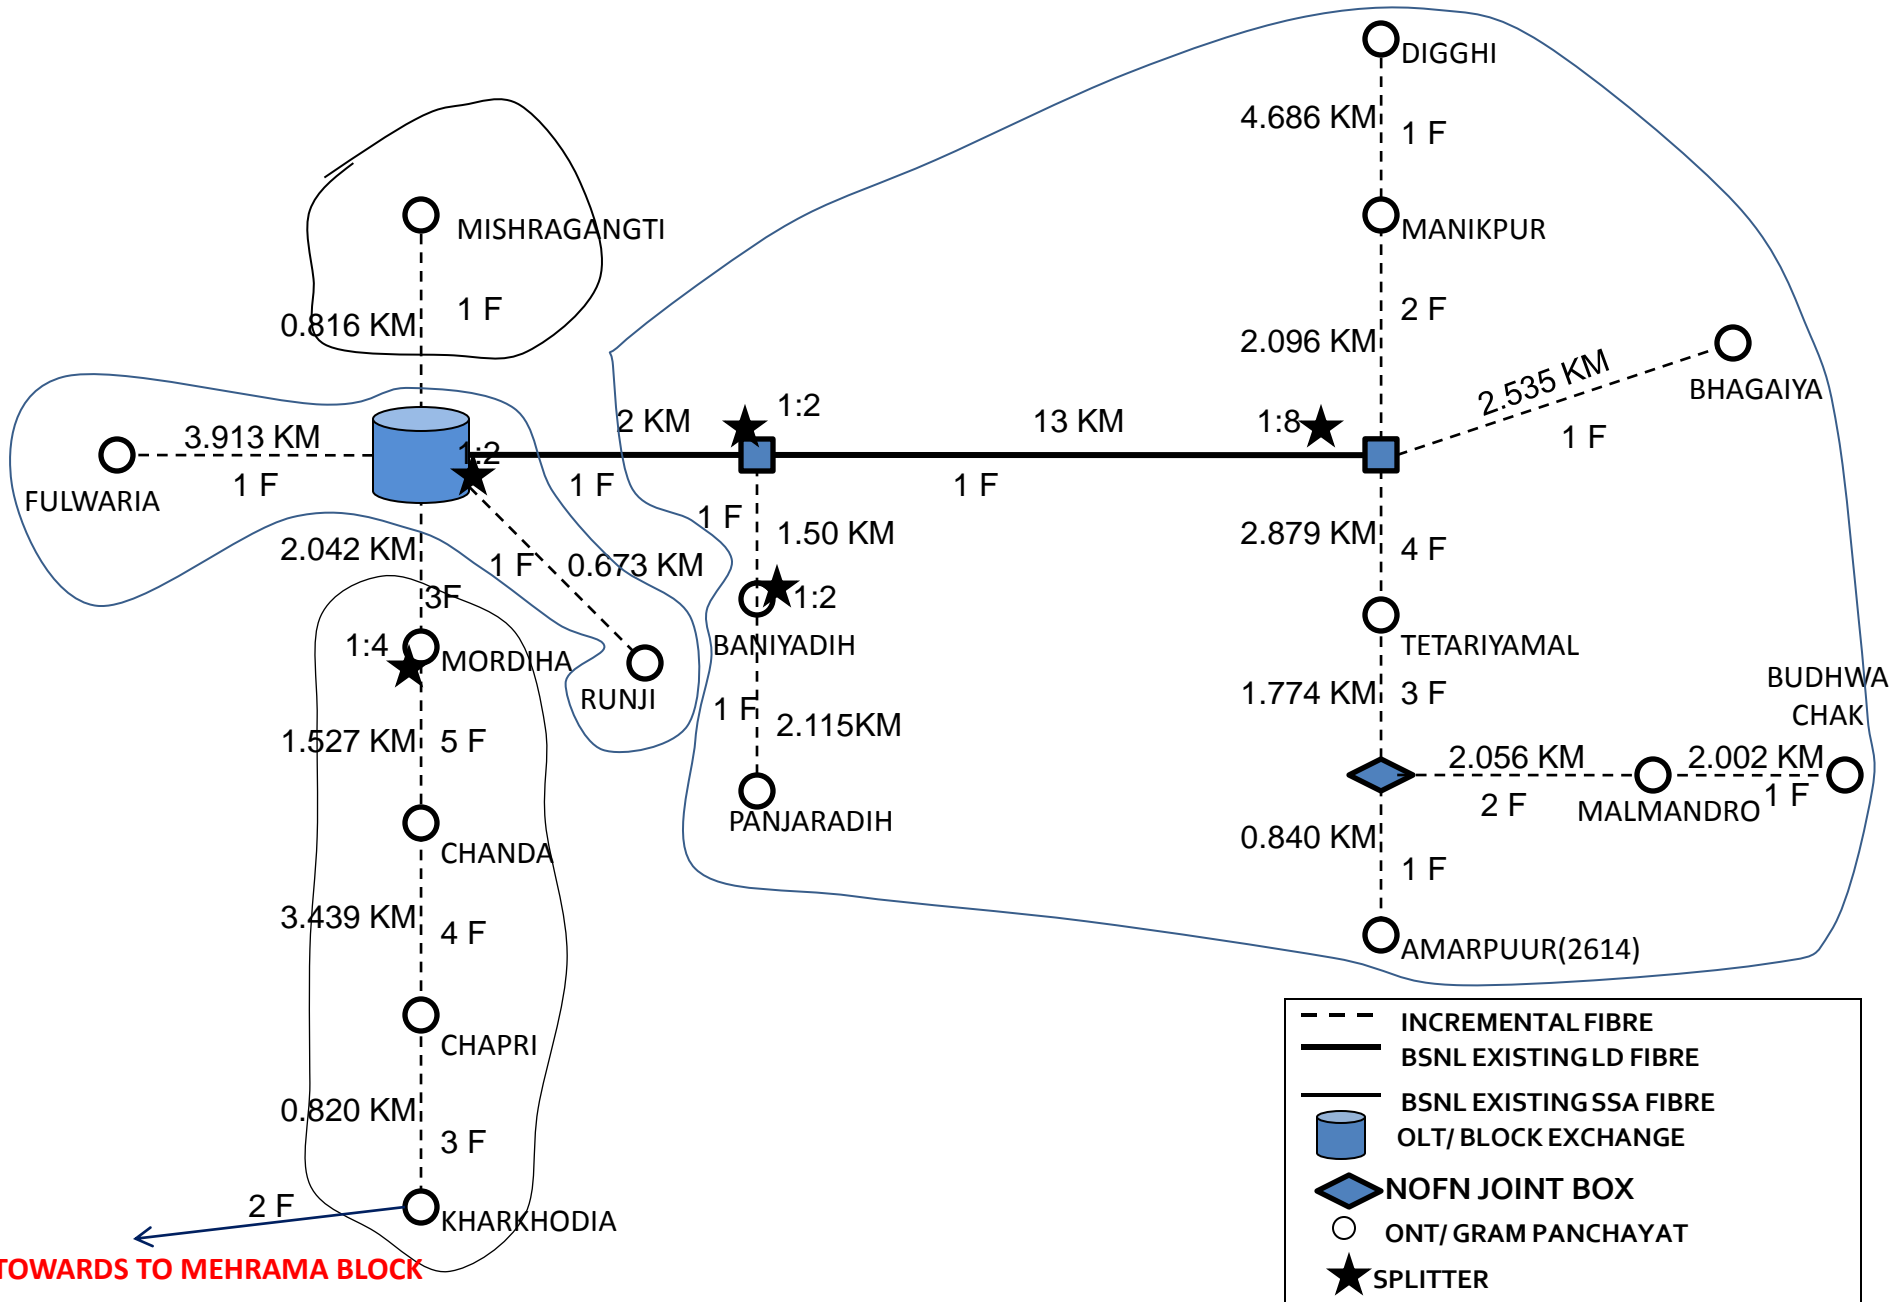 DIGGHI
4.686 KM
1 F
MISHRAGANGTI
MANIKPUR
0.816 KM
1 F
2 F
2.096 KM
2.535 KM
BHAGAIYA
1 F
3.913 KM
1 F
FULWARIA
1:2
2 KM
1 F
1:2
13 KM
1 F
1:8
2.042 KM
3F
1 F
0.673 KM
RUNJI
1 F
1.50 KM
1:2
BANIYADIH
1 F
2.115KM
PANJARADIH
2.879 KM
4 F
TETARIYAMAL
1.774 KM
3 F
BUDHWA
CHAK
2.056 KM
2 F
MALMANDRO
2.002 KM
1 F
0.840 KM
1 F
AMARPUUR(2614)
1:4
MORDIHA
1.527 KM
5 F
CHANDA
3.439 KM
4 F
CHAPRI
0.820 KM
3 F
KHARKHODIA
2 F
TOWARDS TO MEHRAMA BLOCK
INCREMENTAL FIBRE
BSNL EXISTING LD FIBRE
BSNL EXISTING SSA FIBRE
OLT/ BLOCK EXCHANGE
NOFN JOINT BOX
ONT/ GRAM PANCHAYAT
SPLITTER